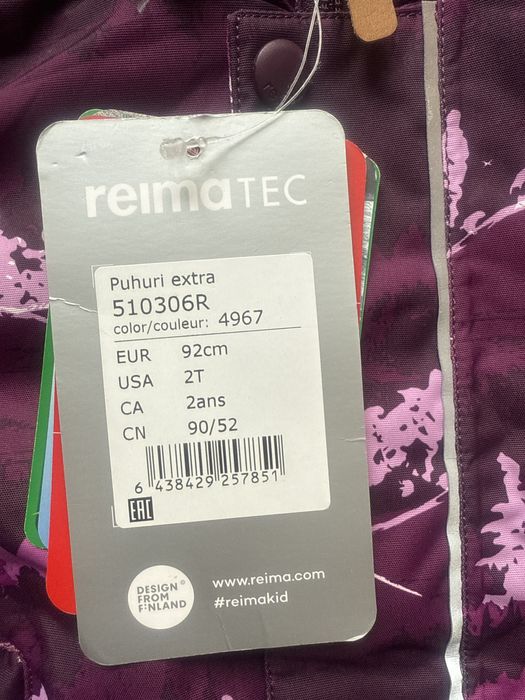 reimaTEC
Puhuri extra
510306R
color/couleur: 4967
EUR 92cm
USA 2T
CA 2ans
CN 90/52
6 438429 257851
EAC
DESIGN
FROM
FINLAND
www.reima.com
#reimakid